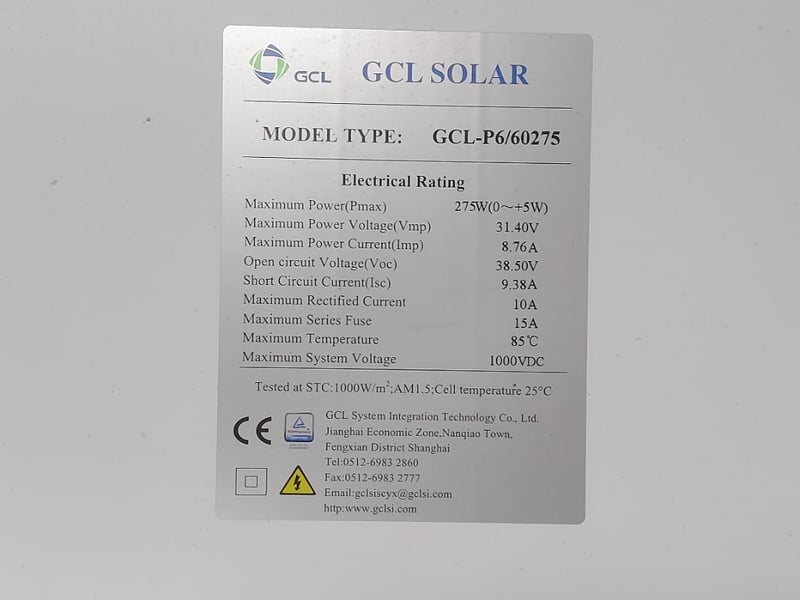 GCL GCL SOLAR
MODEL TYPE: GCL-P6/60275
Electrical Rating
Maximum Power(Pmax) 275W(0～+5W)
Maximum Power Voltage(Vmp) 31.40V
Maximum Power Current(Imp) 8.76A
Open circuit Voltage(Voc) 38.50V
Short Circuit Current(Isc) 9.38A
Maximum Rectified Current 10A
Maximum Series Fuse 15A
Maximum Temperature 85℃
Maximum System Voltage 1000VDC
Tested at STC:1000W/m²;AM1.5;Cell temperature 25°C
CE
GCL System Integration Technology Co., Ltd.
Jianghai Economic Zone,Nanqiao Town,
Fengxian District Shanghai
Tel:0512-6983 2860
Fax:0512-6983 2777
Email:gclsiscyx@gclsi.com
http:www.gclsi.com